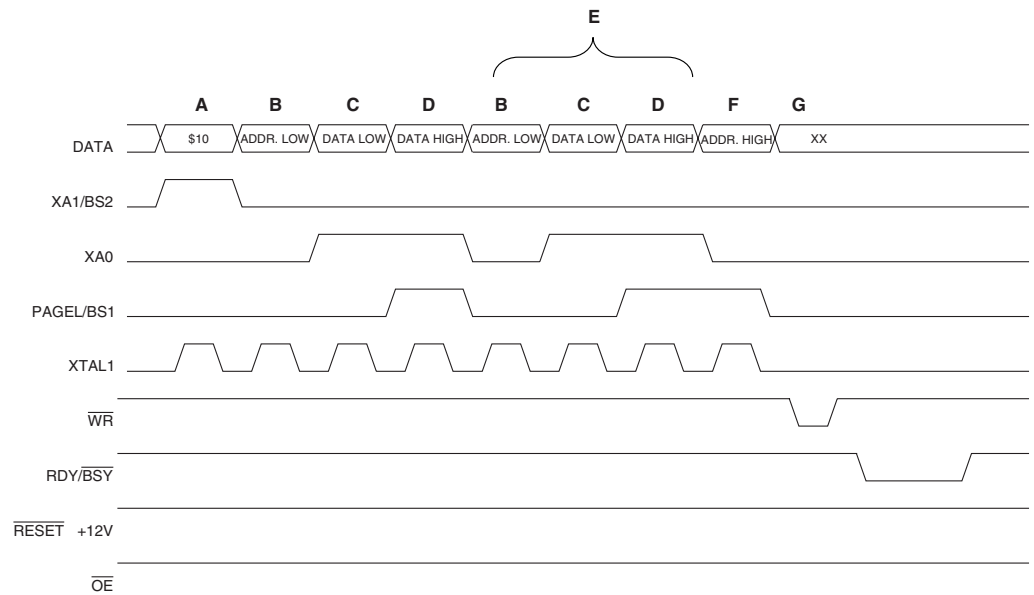 E
A B C D B C D F G
DATA $10 ADDR. LOW DATA LOW DATA HIGH ADDR. LOW DATA LOW DATA HIGH ADDR. HIGH XX
XA1/BS2
XA0
PAGEL/BS1
XTAL1
WR
RDY/BSY
RESET +12V
OE